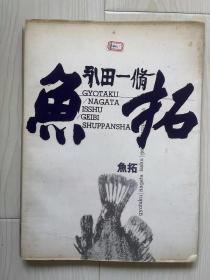 永田一脩
魚拓
GYOTAKU
/NAGATA
ISSHU
/GEIBI
SHUPPANSHA
魚拓